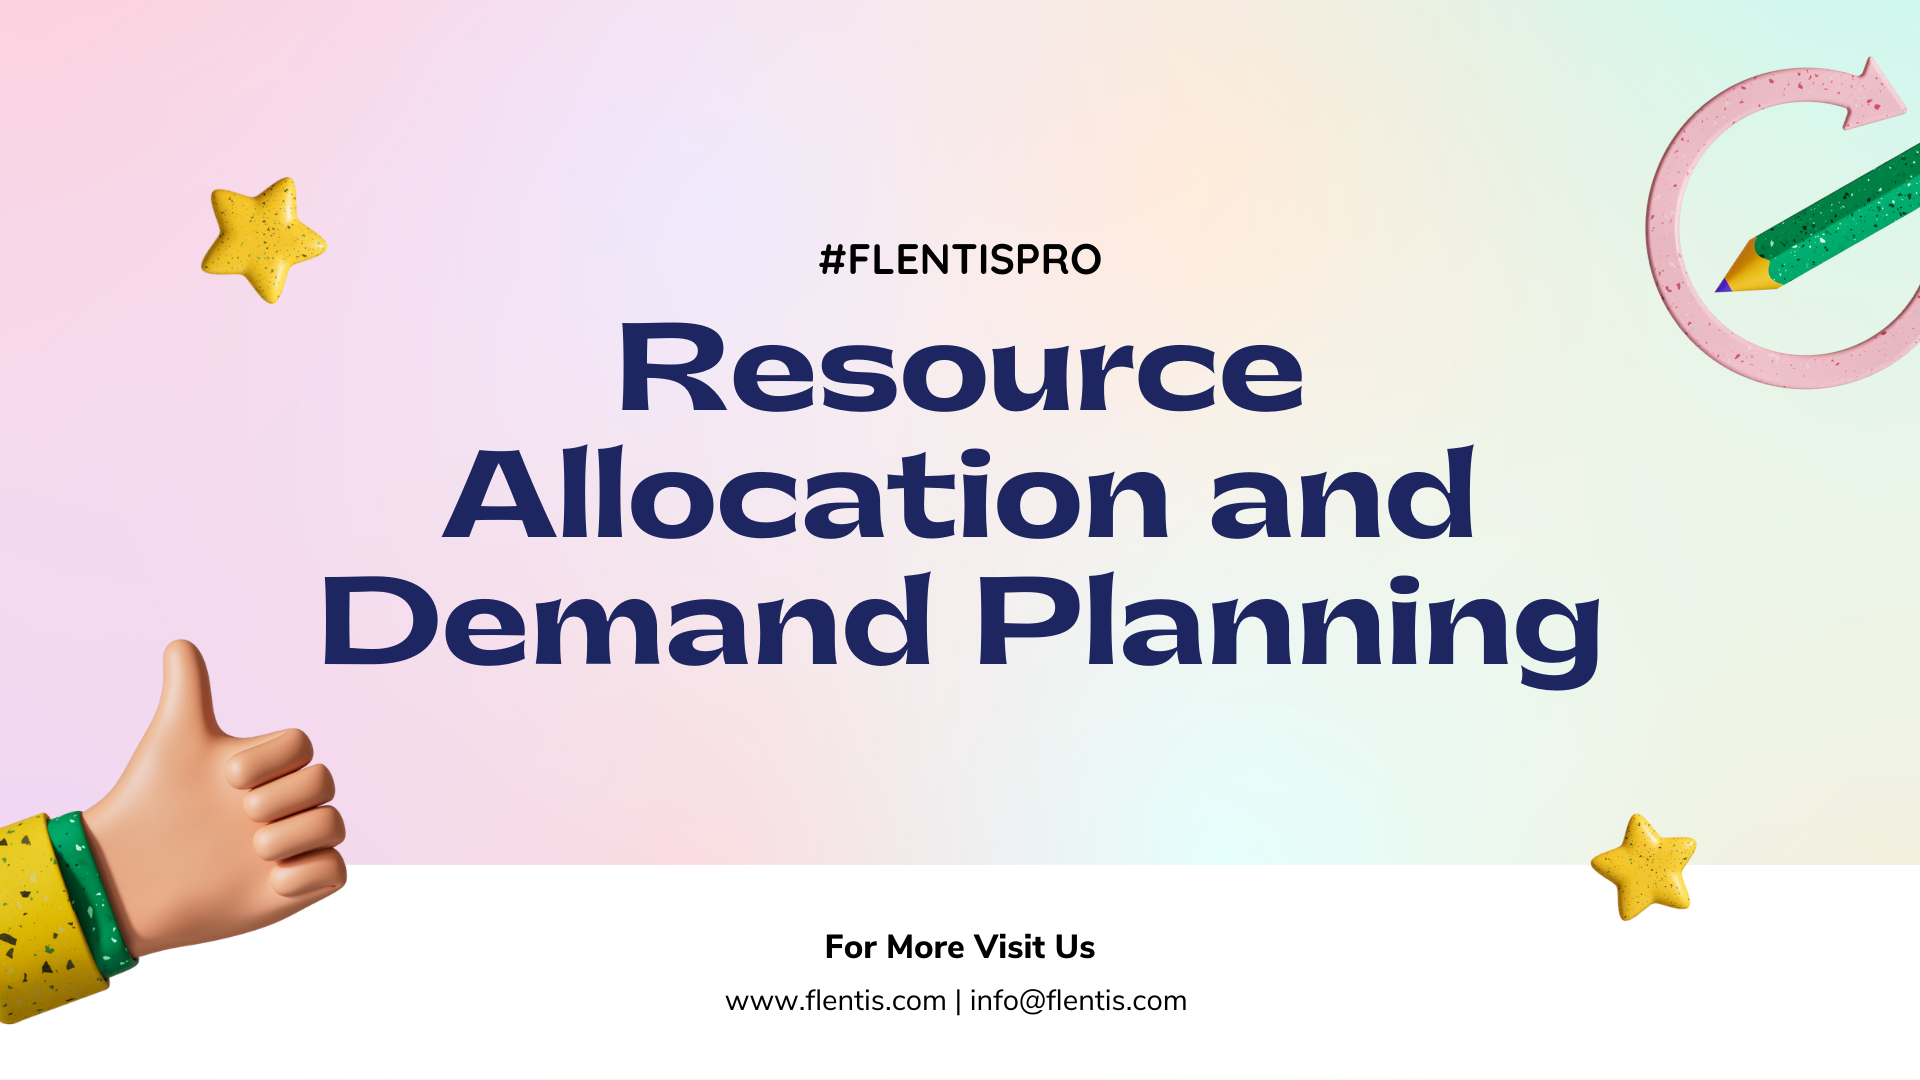 #FLENTISPRO
Resource
Allocation and
Demand Planning
For More Visit Us
www.flentis.com | info@flentis.com